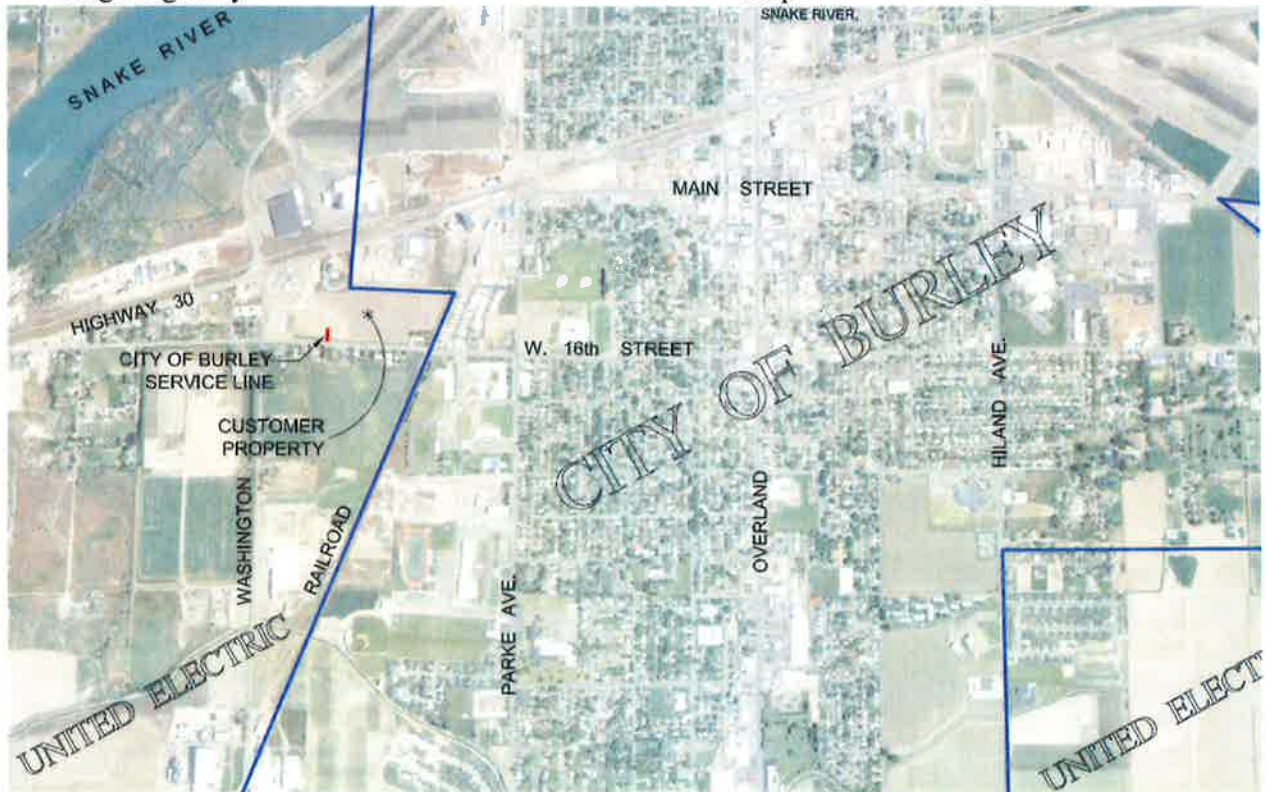 SNAKE RIVER
SNAKE RIVER,
MAIN STREET
HIGHWAY 30
CITY OF BURLEY
SERVICE LINE
W. 16th STREET
CUSTOMER
PROPERTY
CITY OF BURLEY
HILAND AVE.
WASHINGTON
RAILROAD
OVERLAND
PARKE AVE.
UNITED ELECTRIC
UNITED ELECT